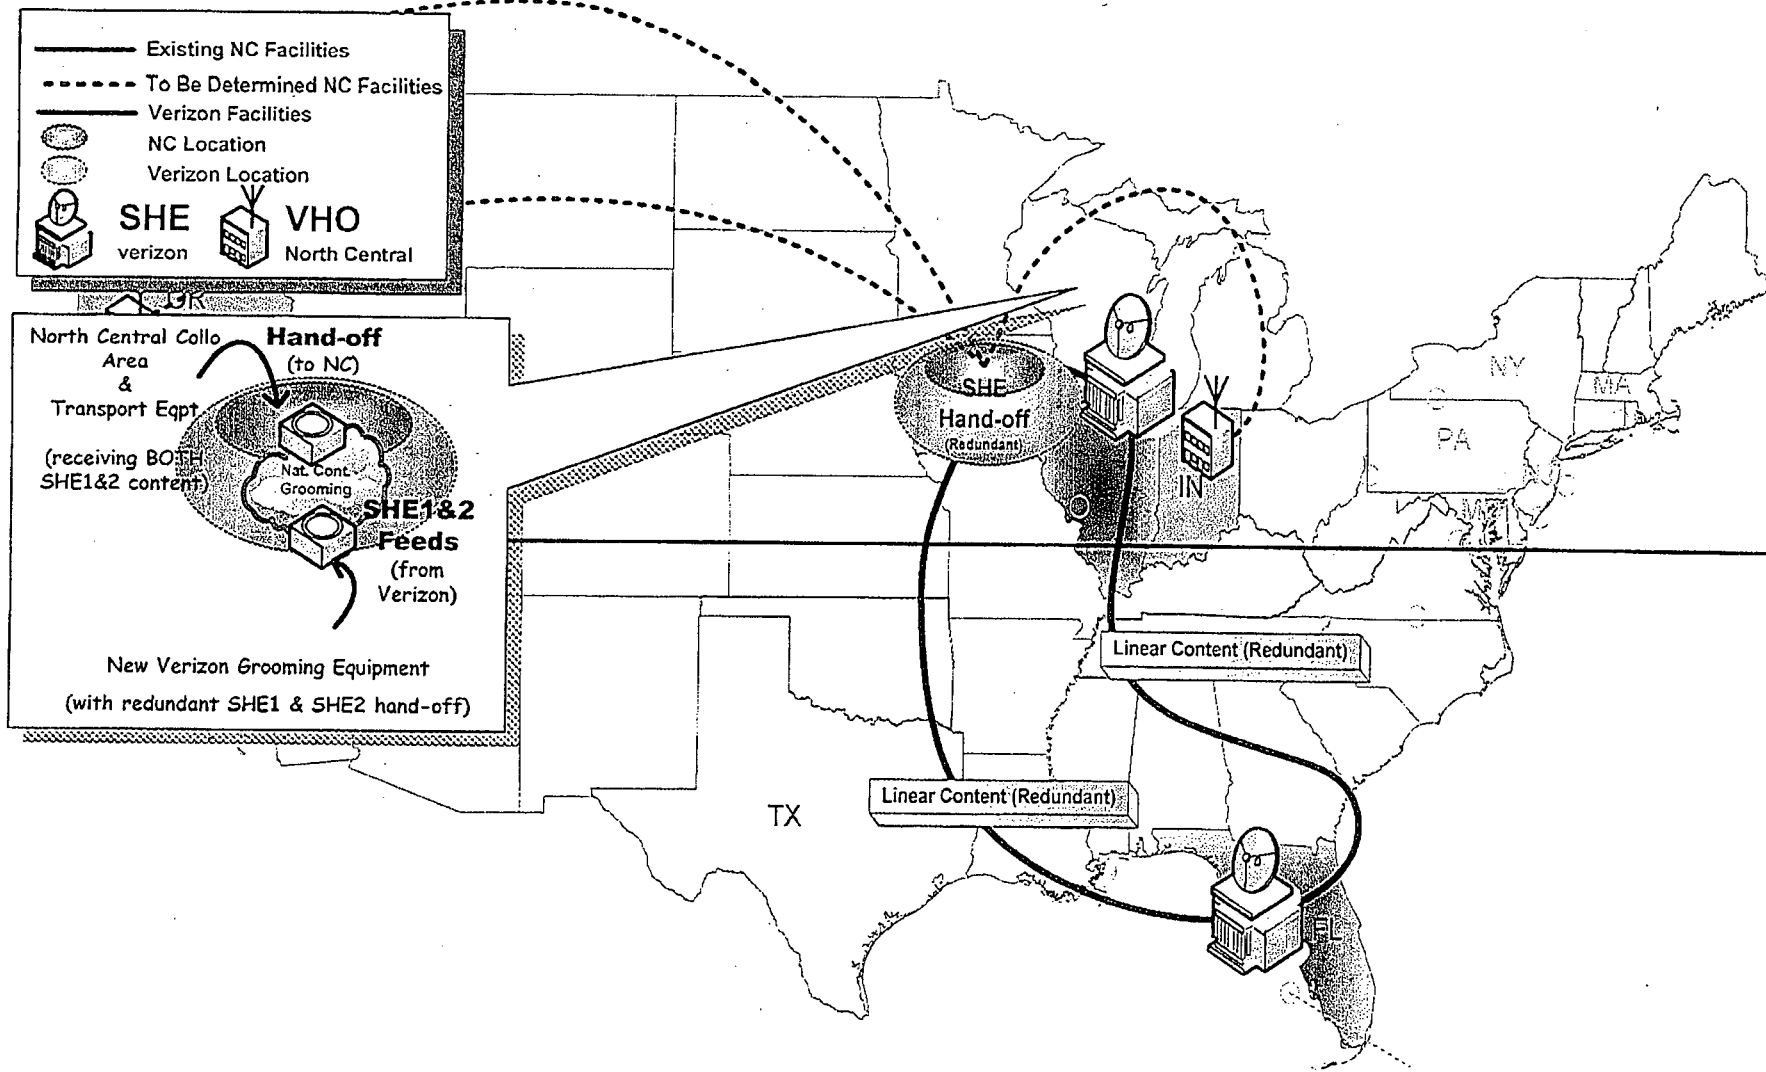 Existing NC Facilities
To Be Determined NC Facilities
Verizon Facilities
NC Location
Verizon Location
SHE
verizon
VHO
North Central
OR
North Central Collo
Area
&
Transport Eqpt
(receiving BOTH
SHE1&2 content)
Hand-off
(to NC)
Nat. Cont.
Grooming
SHE1&2
Feeds
(from
Verizon)
New Verizon Grooming Equipment
(with redundant SHE1 & SHE2 hand-off)
SHE
Hand-off
(Redundant)
IN
NY
MA
PA
NJ
Linear Content (Redundant)
Linear Content (Redundant)
TX
FL